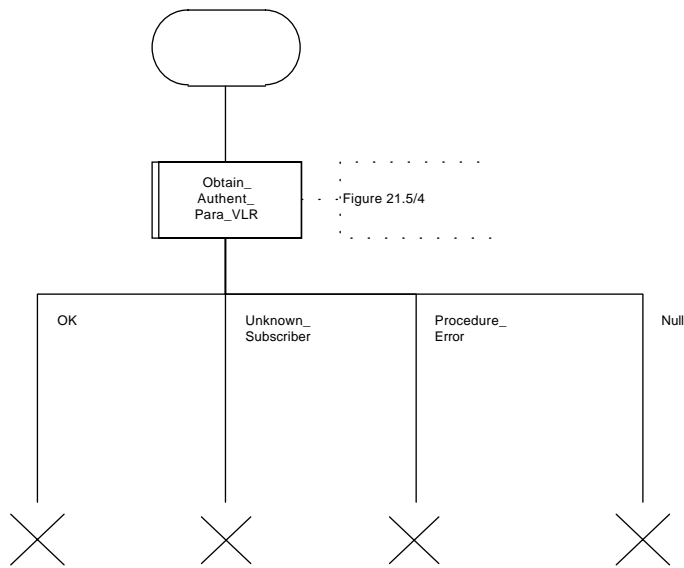 Obtain_
Authent_
Para_VLR
Figure 21.5/4
OK
Unknown_
Subscriber
Procedure_
Error
Null